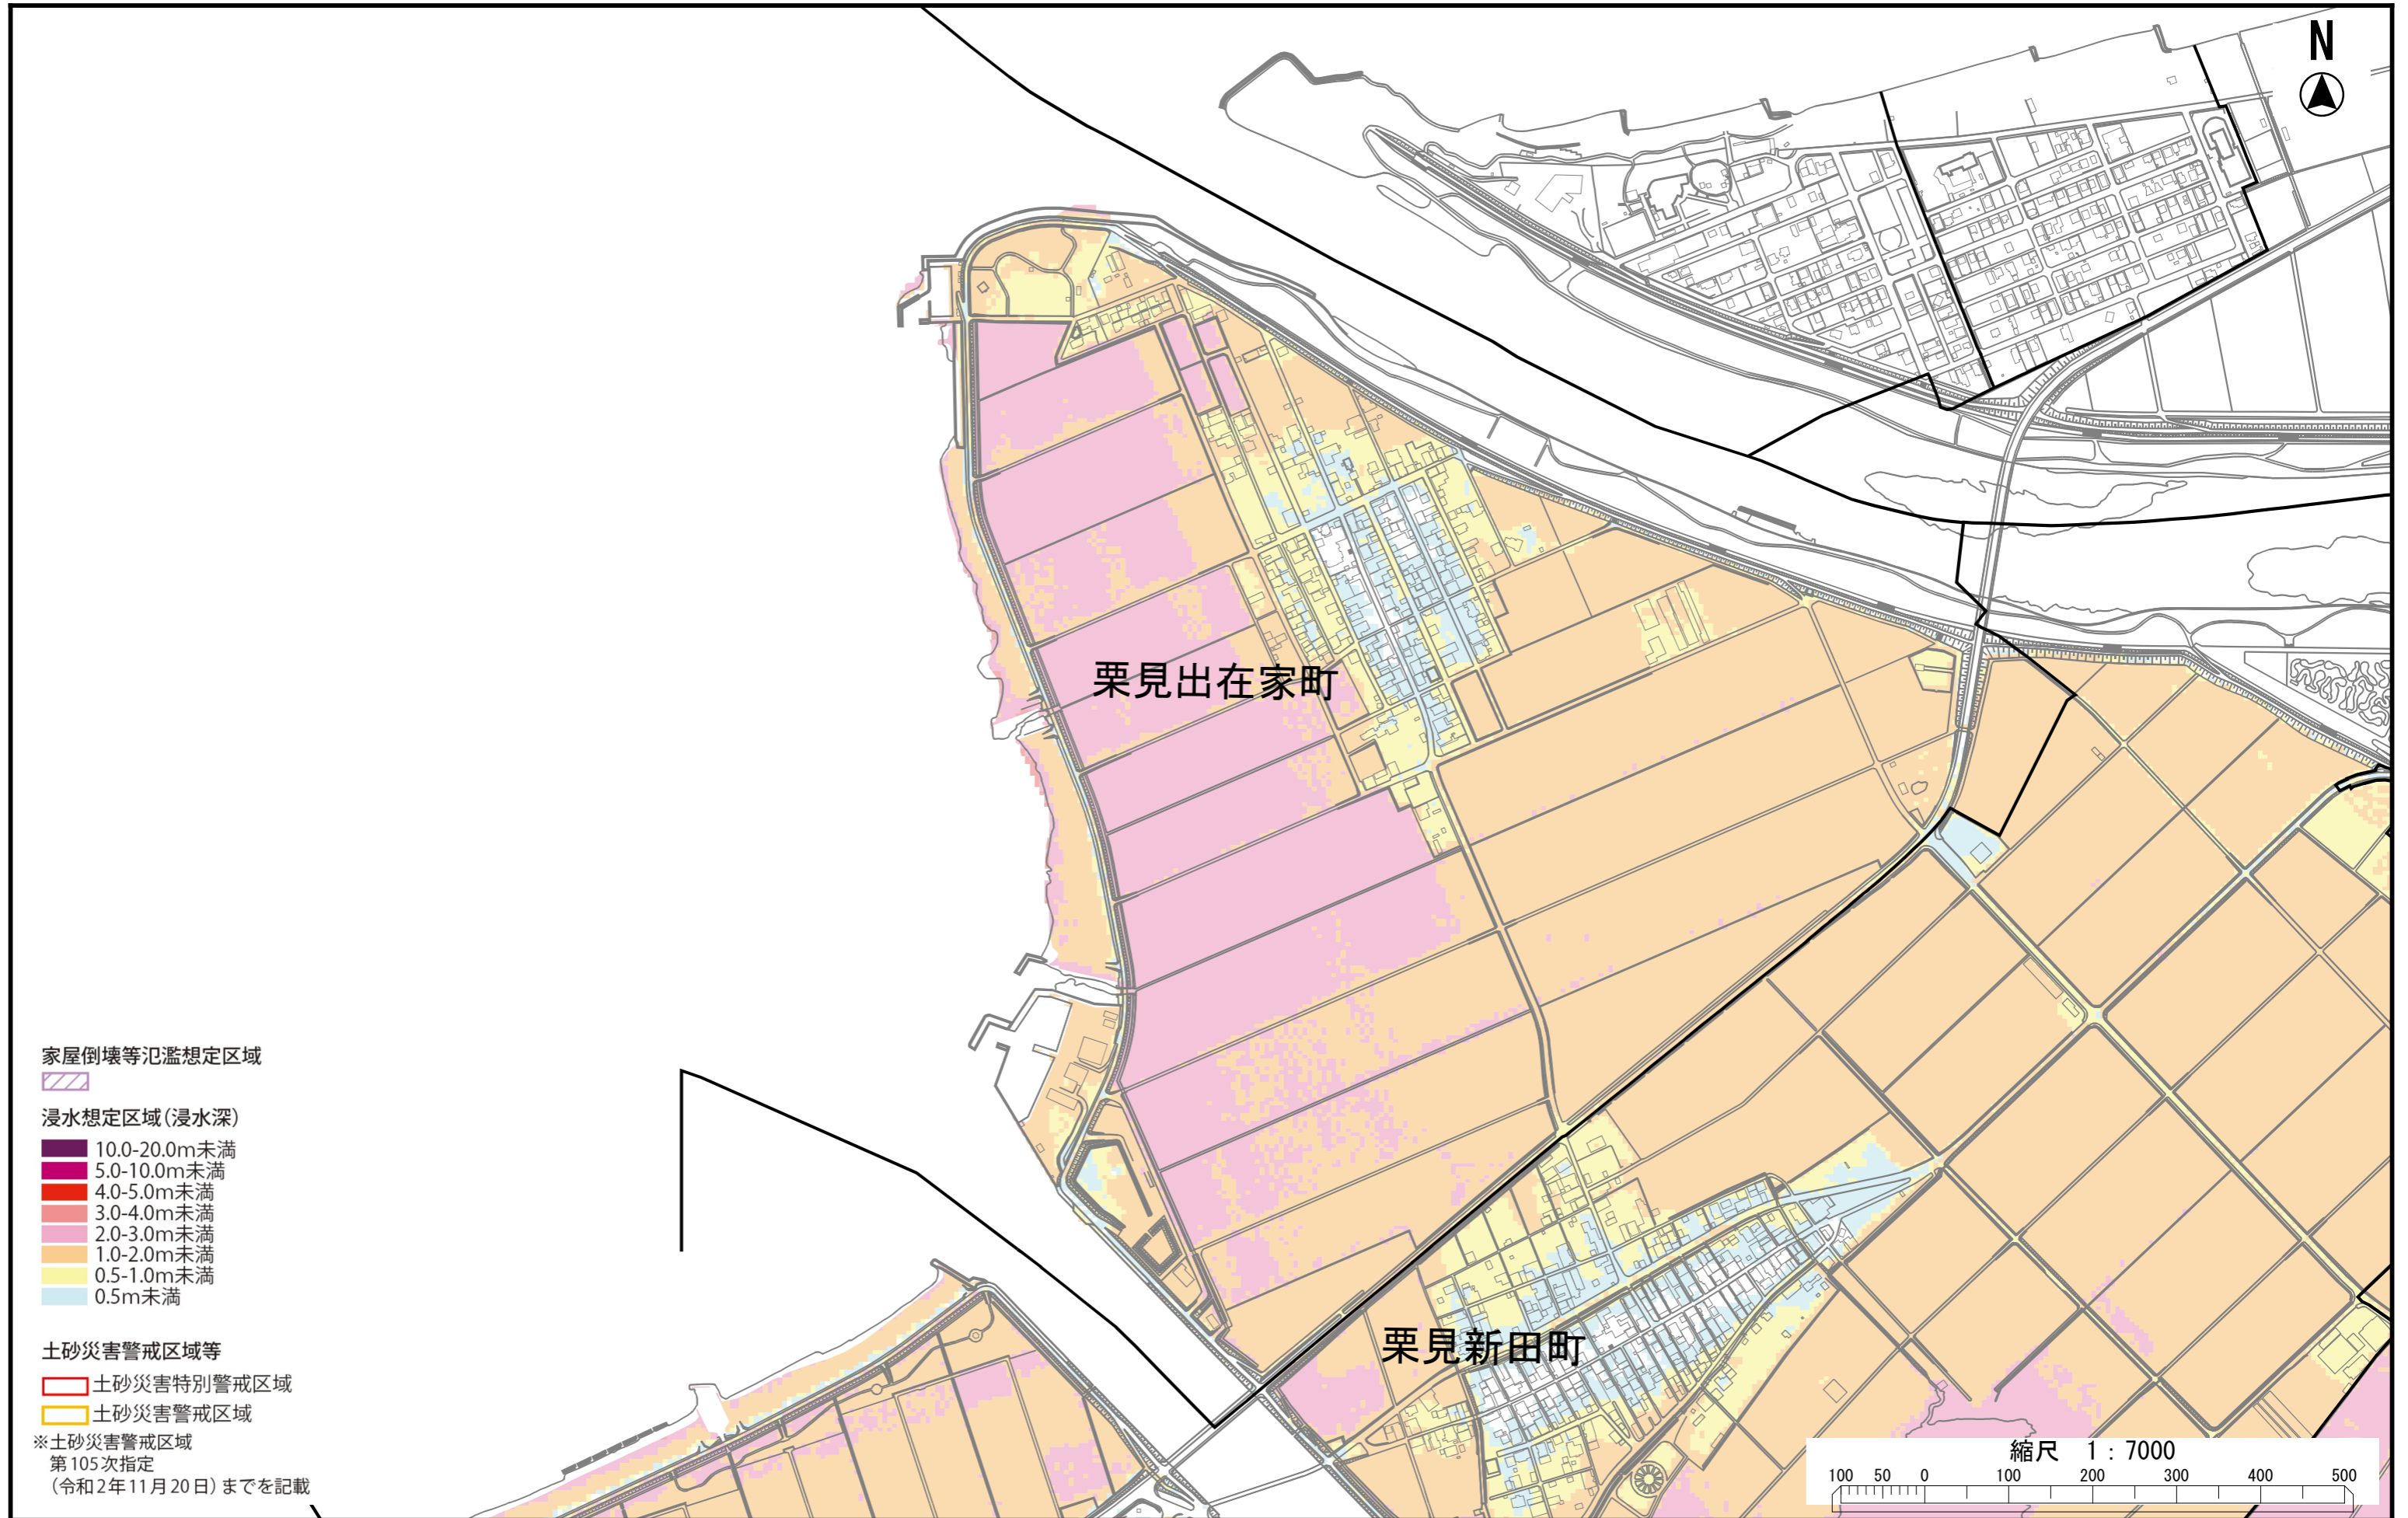 N
栗見出在家町
栗見新田町
家屋倒壊等氾濫想定区域
浸水想定区域(浸水深)
10.0-20.0m未満
5.0-10.0m未満
4.0-5.0m未満
3.0-4.0m未満
2.0-3.0m未満
1.0-2.0m未満
0.5-1.0m未満
0.5m未満
土砂災害警戒区域等
土砂災害特別警戒区域
土砂災害警戒区域
※土砂災害警戒区域
第105次指定
（令和2年11月20日）までを記載
縮尺 1：7000
100 50 0 100 200 300 400 500